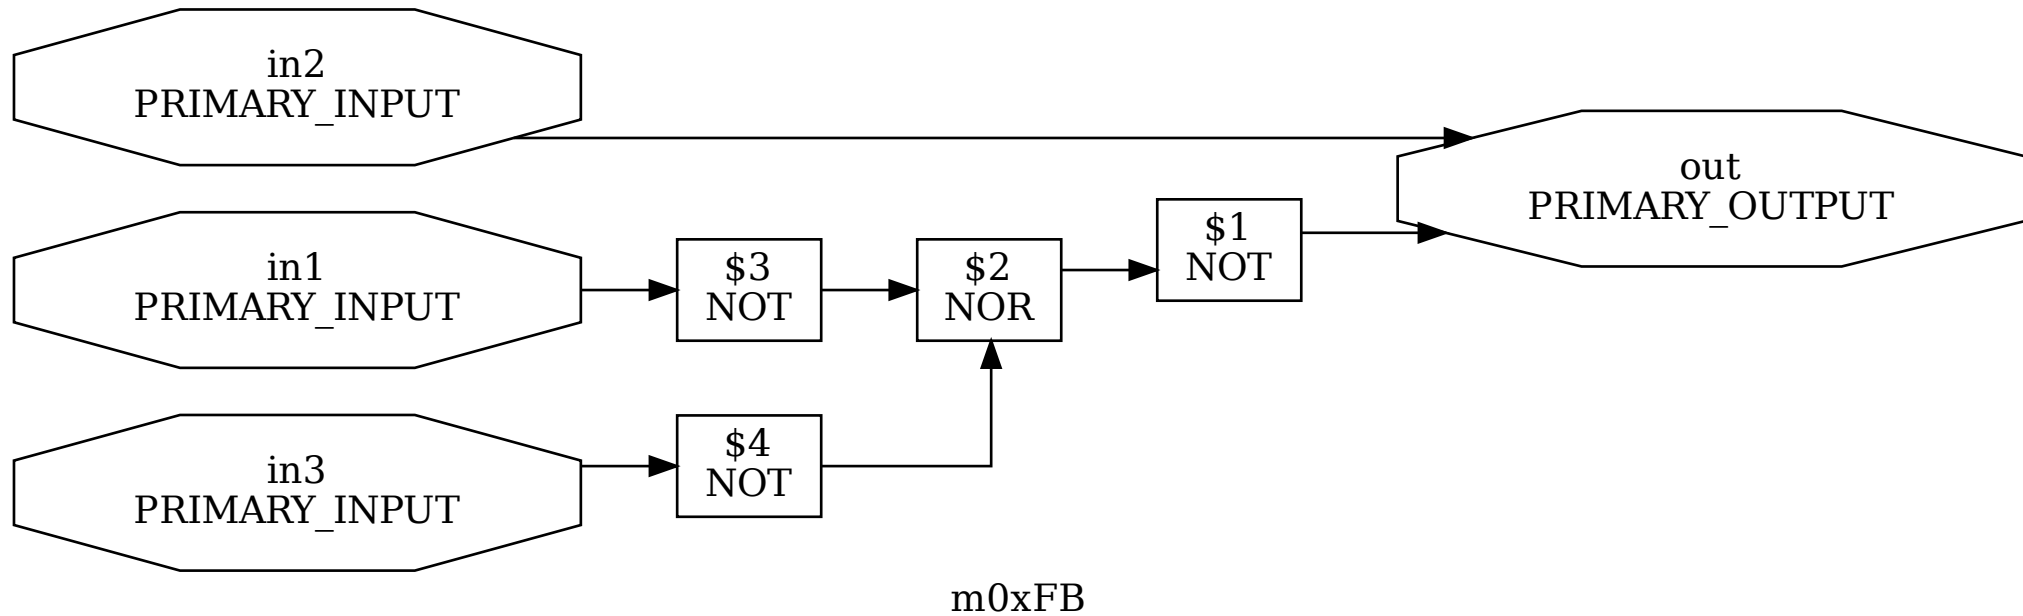 in2
PRIMARY_INPUT
out
PRIMARY_OUTPUT
$1
NOT
in1
PRIMARY_INPUT
$3
NOT
$2
NOR
in3
PRIMARY_INPUT
$4
NOT
m0xFB